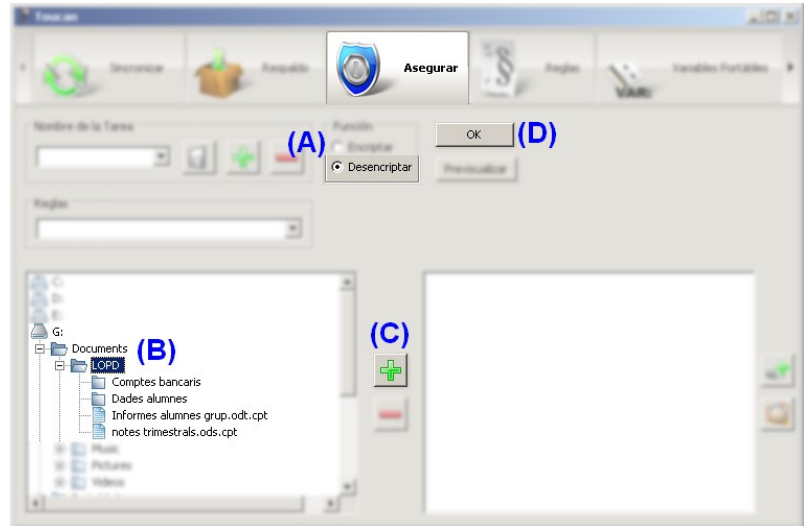 Toucan
Sincronizar
Respaldo
Asegurar
Reglas
Variables Portátiles
VAR:
Nombre de la Tarea
(A)
Función
Encriptar
Desencriptar
OK
(D)
Previsualizar
Reglas
C:
D:
E:
G:
Documents
(B)
LOPD
Comptes bancaris
Dades alumnes
Informes alumnes grup.odt.cpt
notes trimestrals.ods.cpt
Music
Pictures
Videos
(C)